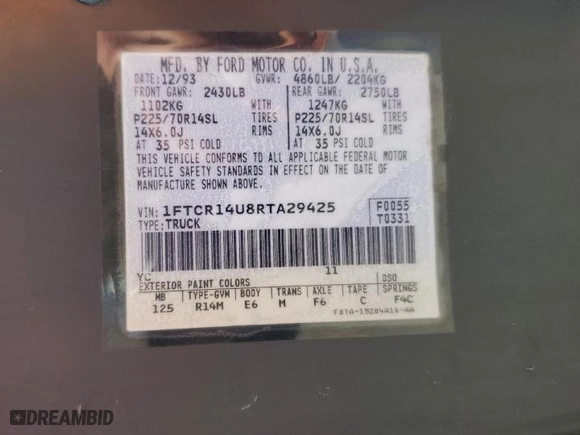 MFD. BY FORD MOTOR CO. IN U.S.A.
DATE: 12/93 GVWR: 4860LB/ 2204KG
FRONT GAWR: 2430LB REAR GAWR: 2750LB
1102KG WITH 1247KG WITH
P225/70R14SL TIRES P225/70R14SL TIRES
14X6.0J RIMS 14X6.0J RIMS
AT 35 PSI COLD AT 35 PSI COLD
THIS VEHICLE CONFORMS TO ALL APPLICABLE FEDERAL MOTOR
VEHICLE SAFETY STANDARDS IN EFFECT ON THE DATE OF
MANUFACTURE SHOWN ABOVE.
VIN: 1FTCR14U8RTA29425 F0055
TYPE: TRUCK T0331
YC 11
EXTERIOR PAINT COLORS DSO
WB TYPE-GVM BODY TRANS AXLE TAPE SPRINGS
125 R14M E6 M F6 C F4C
DREAMBID